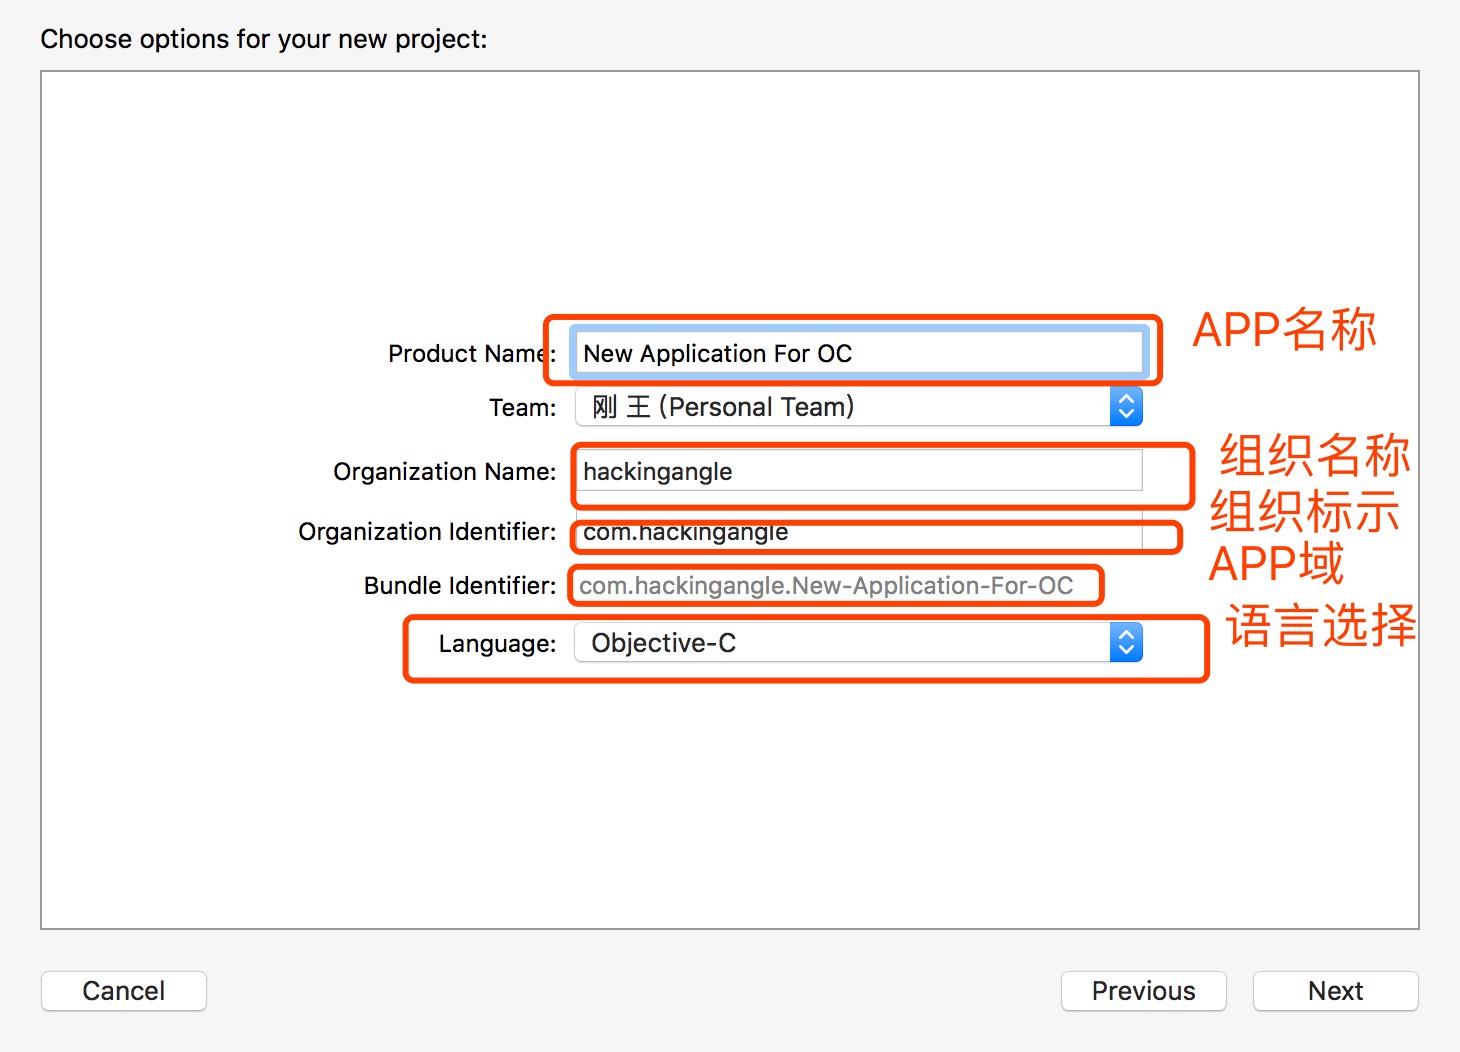 Choose options for your new project:
Product Name: New Application For OC APP名称
Team: 刚 王 (Personal Team)
Organization Name: hackingangle 组织名称
Organization Identifier: com.hackingangle 组织标示
Bundle Identifier: com.hackingangle.New-Application-For-OC APP域
Language: Objective-C 语言选择
Cancel Previous Next